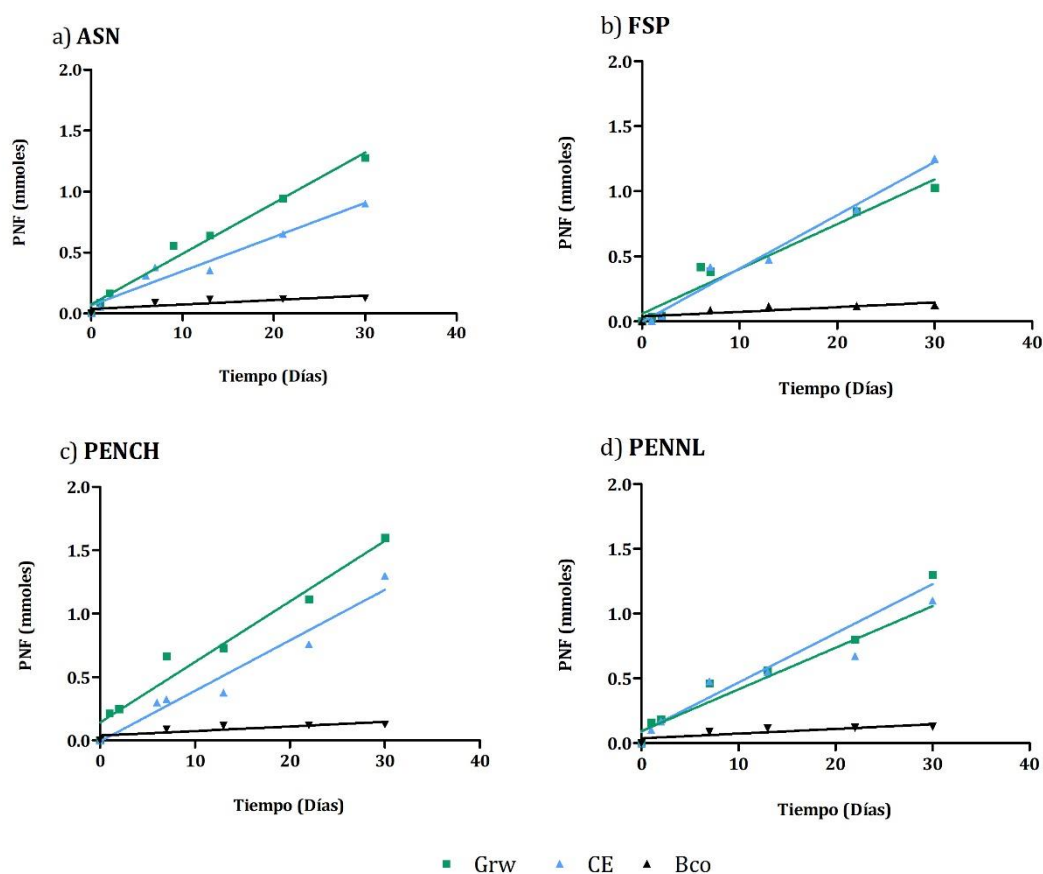 a) ASN
2.0
1.5
1.0
0.5
0.0
0 10 20 30 40
PNF (mmoles)
Tiempo (Días)
b) FSP
2.0
1.5
1.0
0.5
0.0
0 10 20 30 40
PNF (mmoles)
Tiempo (Días)
c) PENCH
2.0
1.5
1.0
0.5
0.0
0 20 40
PNF (mmoles)
Tiempo (Días)
d) PENNL
2.0
1.5
1.0
0.5
0.0
0 10 20 30 40
PNF (mmoles)
Tiempo (Días)
Grw CE Bco